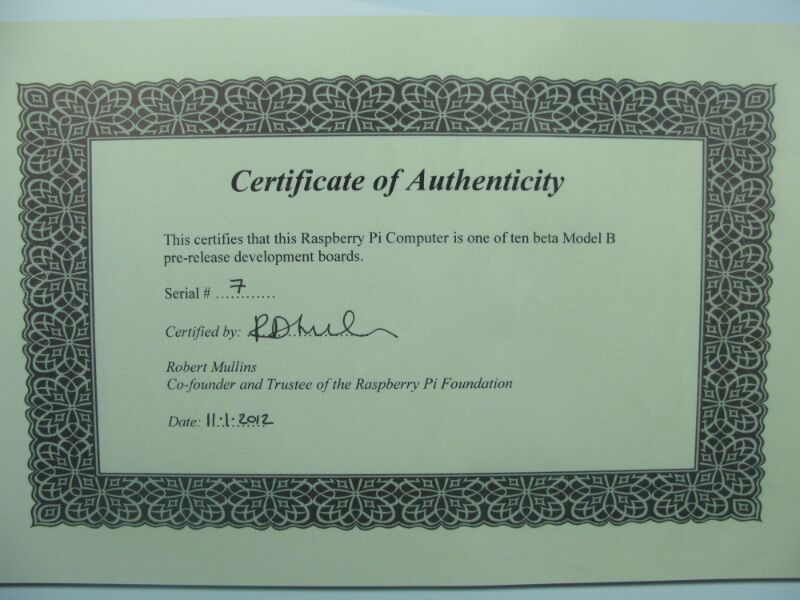 Certificate of Authenticity
This certifies that this Raspberry Pi Computer is one of ten beta Model B
pre-release development boards.
Serial # ...7.......
Certified by:
Robert Mullins
Co-founder and Trustee of the Raspberry Pi Foundation
Date: 11.1.2012